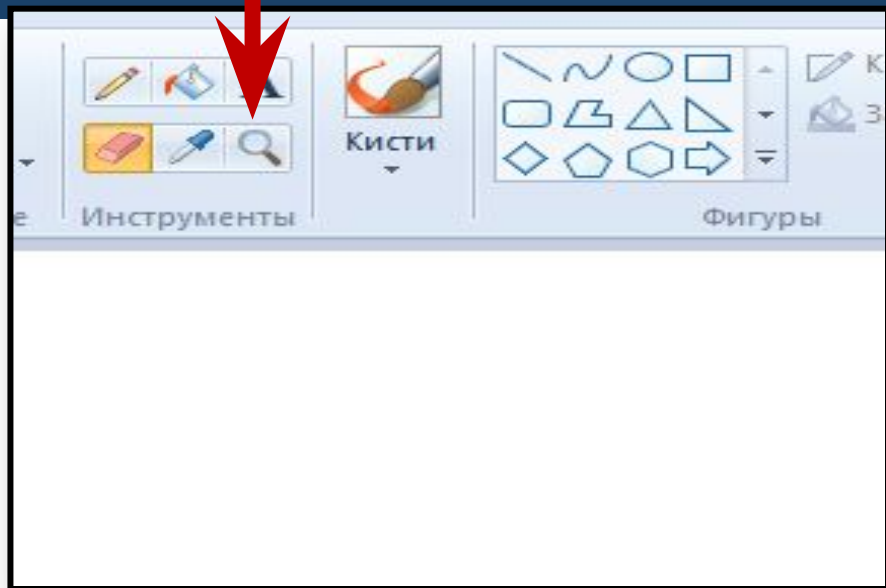 К
З
Кисти
е
Инструменты
Фигуры